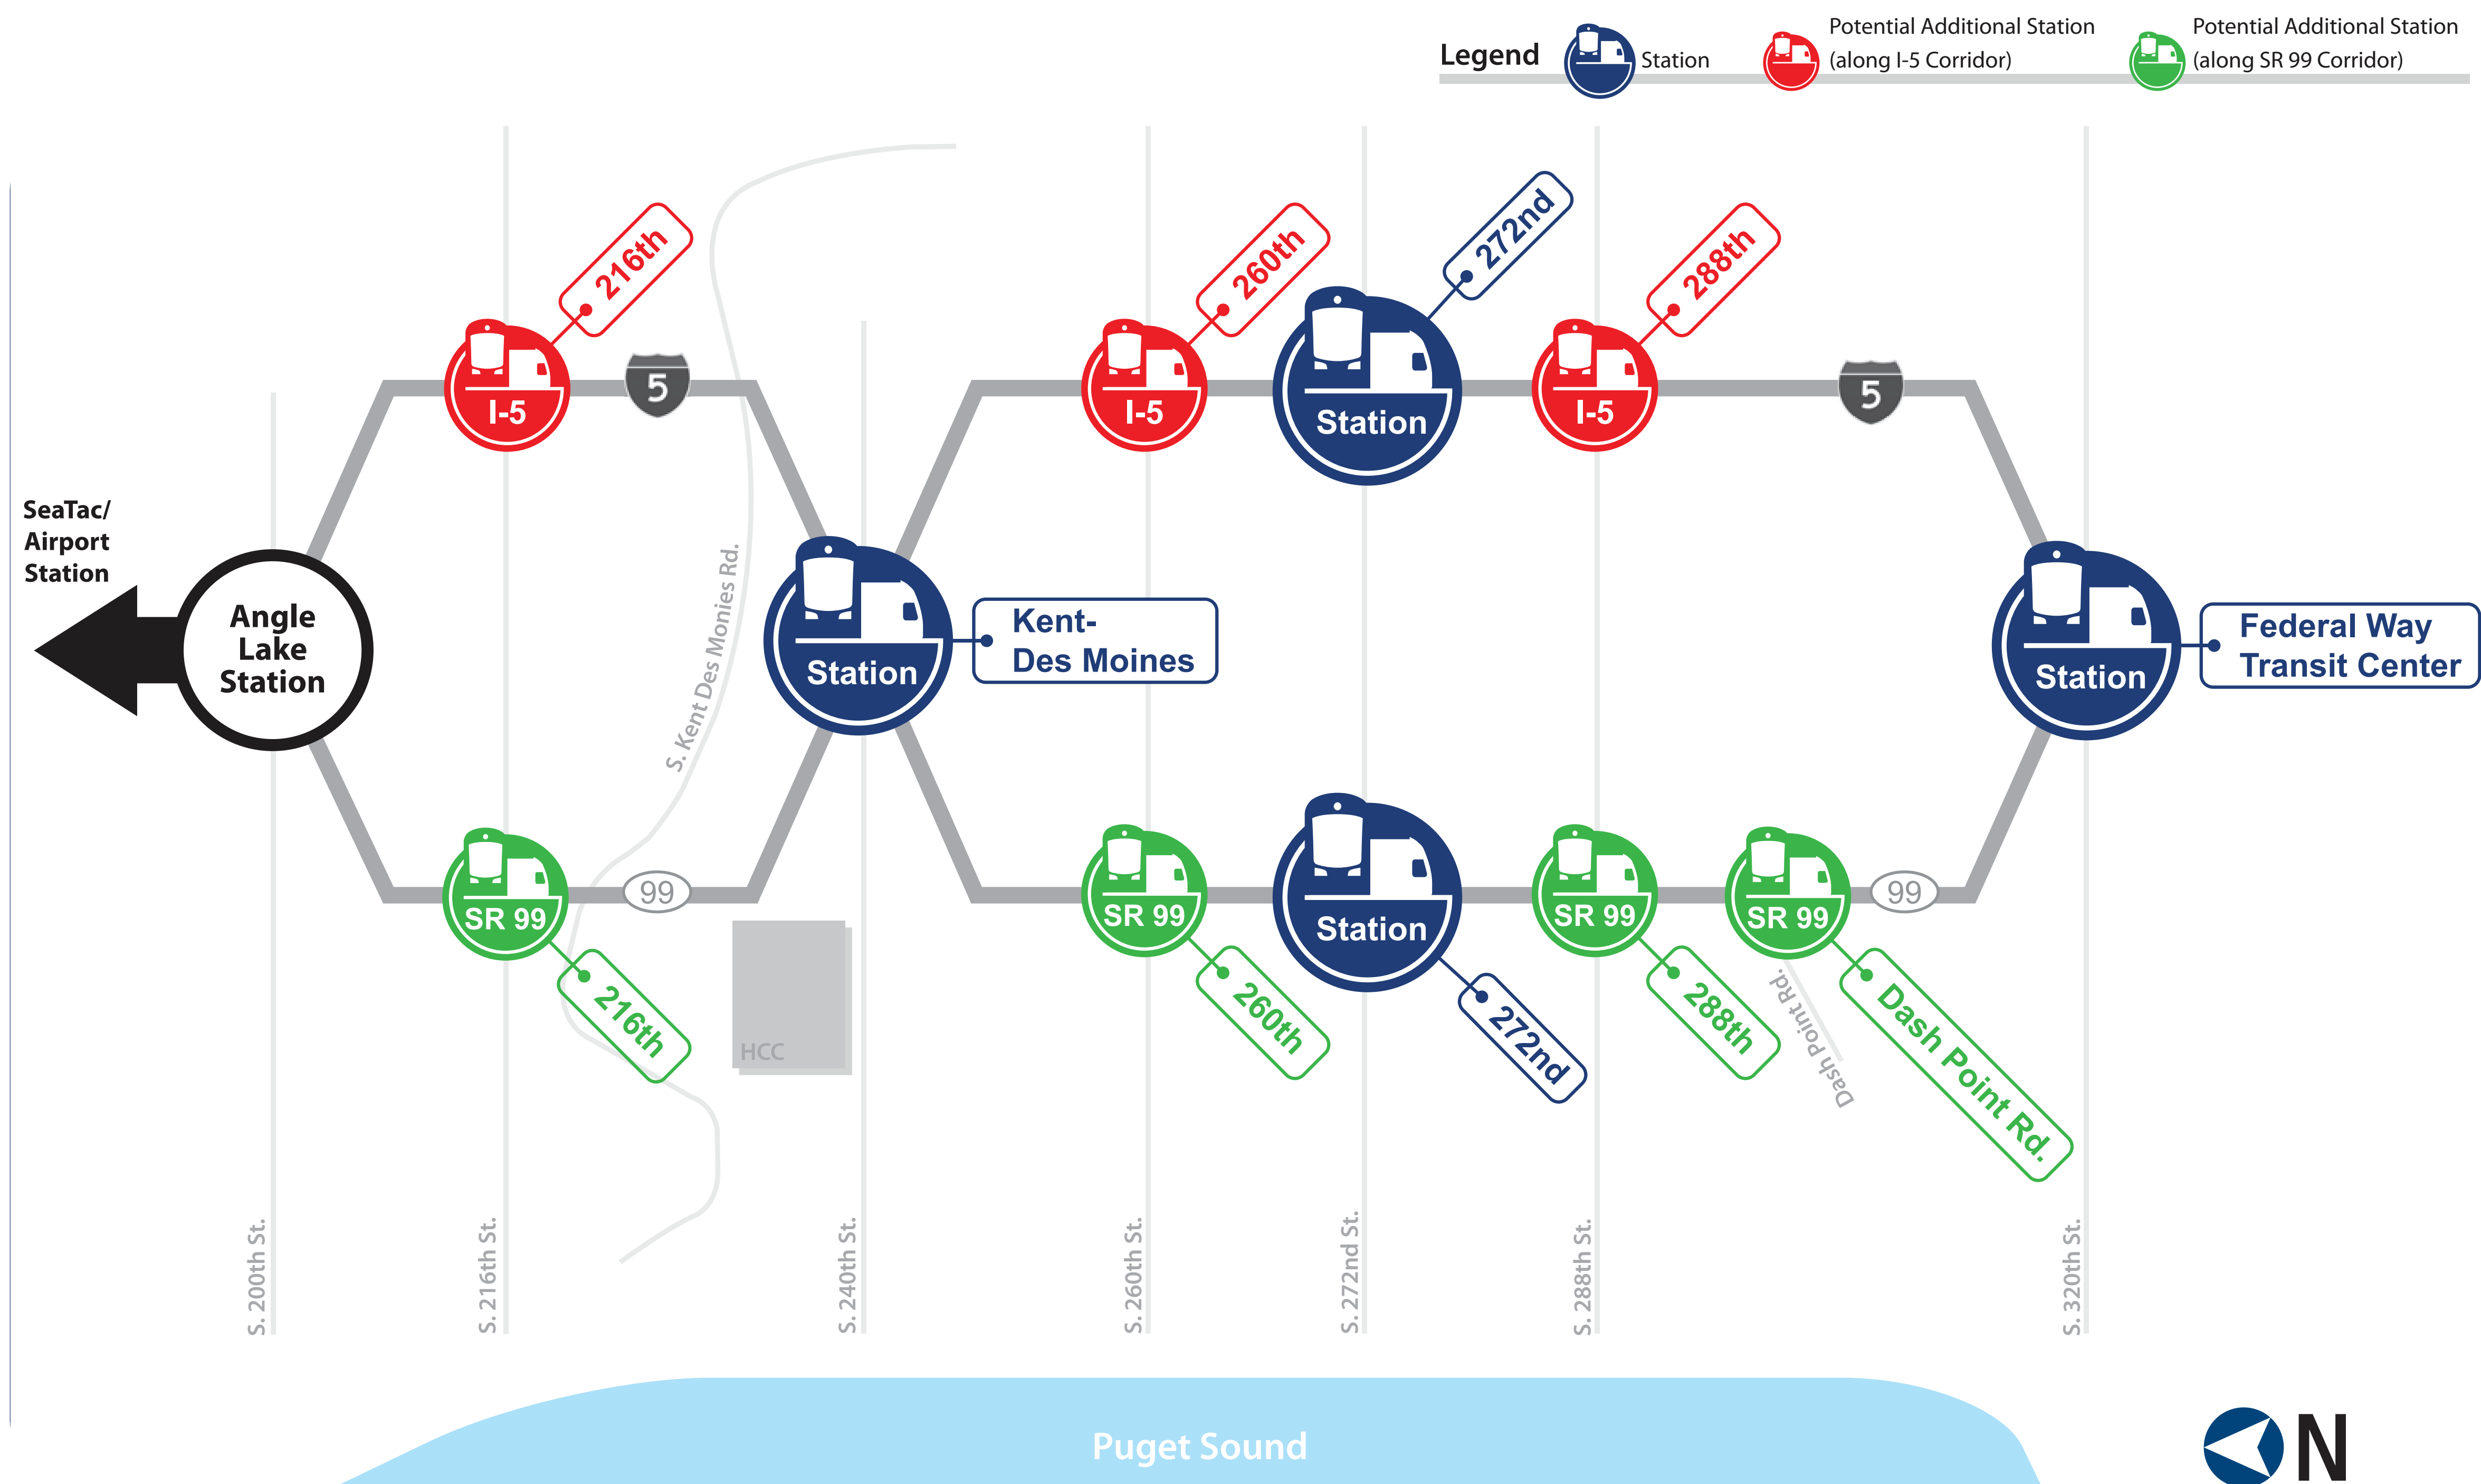 Legend
Station
Potential Additional Station
(along I-5 Corridor)
Potential Additional Station
(along SR 99 Corridor)
216th
260th
272nd
288th
I-5
5
I-5
Station
I-5
5
SeaTac/
Airport
Station
Angle
Lake
Station
S. Kent Des Monies Rd.
Station
Kent-
Des Moines
Station
Federal Way
Transit Center
SR 99
99
SR 99
Station
SR 99
SR 99
99
216th
HCC
260th
272nd
288th
Dash Point Rd.
Dash Point Rd.
S. 200th St.
S. 216th St.
S. 240th St.
S. 260th St.
S. 272nd St.
S. 288th St.
S. 320th St.
Puget Sound
N